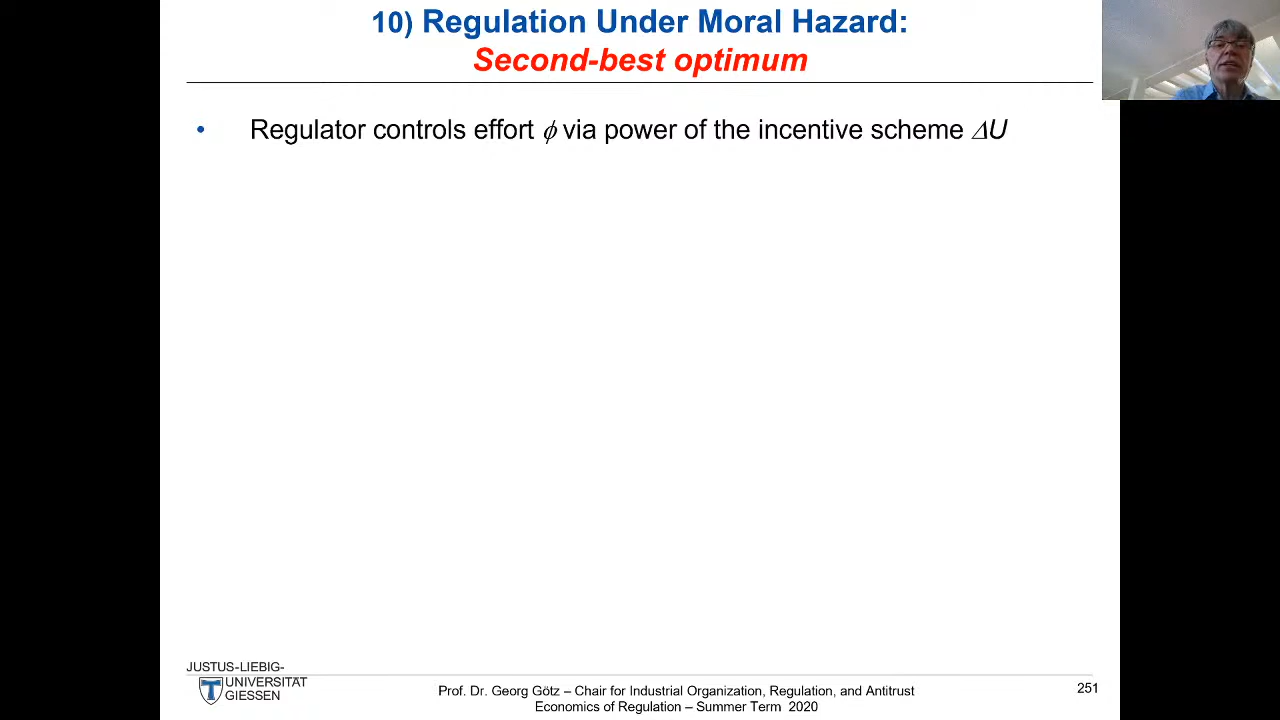 10) Regulation Under Moral Hazard:
Second-best optimum
• Regulator controls effort ϕ via power of the incentive scheme ΔU
JUSTUS-LIEBIG-
UNIVERSITÄT
GIESSEN
Prof. Dr. Georg Götz – Chair for Industrial Organization, Regulation, and Antitrust
Economics of Regulation – Summer Term 2020
251